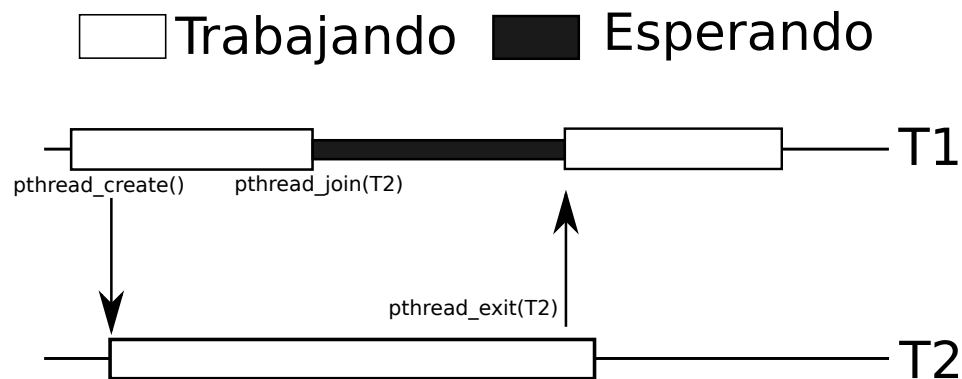 Trabajando Esperando
T1
pthread_create() pthread_join(T2)
pthread_exit(T2)
T2